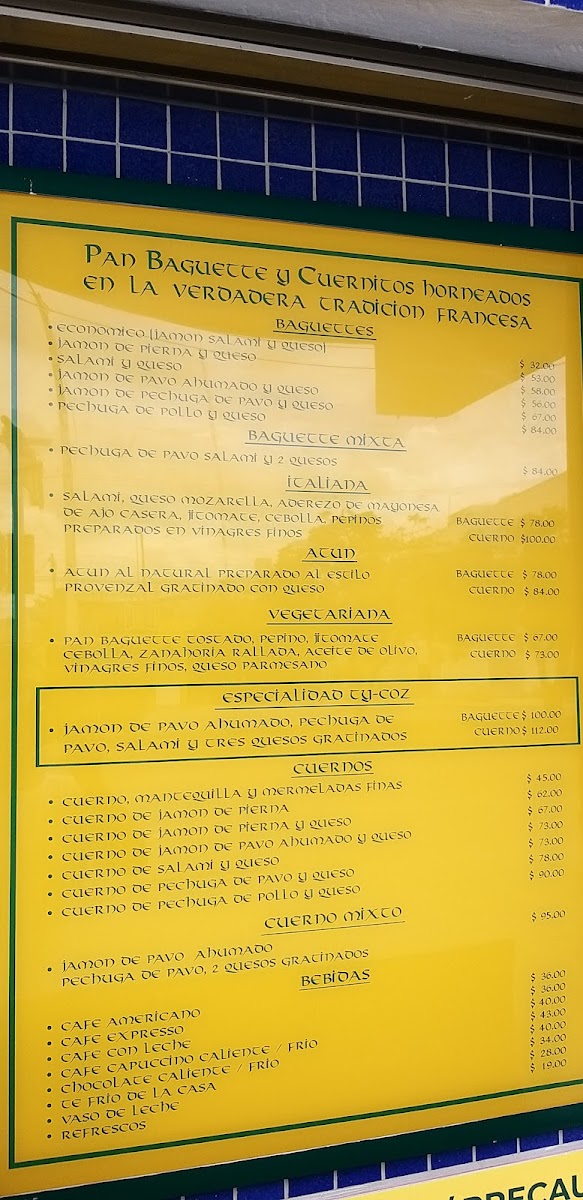 Pan Baguette y Cuernitos horneados
en la verdadera tradicion francesa
BAGUETTES
• ECONOMICO (JAMON SALAMI y QUESO) $ 32.00
• JAMON DE PIERNA y QUESO $ 53.00
• SALAMI y QUESO $ 58.00
• JAMON DE PAVO AHUMADO y QUESO $ 56.00
• JAMON DE PECHUGA DE PAVO y QUESO $ 67.00
• PECHUGA DE POLLO y QUESO $ 84.00
BAGUETTE MIXTA
• PECHUGA DE PAVO SALAMI y 2 QUESOS $ 84.00
ITALIANA
• SALAMI, QUESO MOZARELLA, ADEREZO DE MAYONESA
DE AJO CASERA, JITOMATE, CEBOLLA, PEPINOS BAGUETTE $ 78.00
PREPARADOS EN VINAGRES FINOS CUERNO $100.00
ATUN
• ATUN AL NATURAL PREPARADO AL ESTILO BAGUETTE $ 78.00
PROVENZAL GRATINADO CON QUESO CUERNO $ 84.00
VEGETARIANA
• PAN BAGUETTE TOSTADO, PEPINO, JITOMATE BAGUETTE $ 67.00
CEBOLLA, ZANAHORIA RALLADA, ACEITE DE OLIVO, CUERNO $ 73.00
VINAGRES FINOS, QUESO PARMESANO
ESPECIALIDAD TY-COZ
• JAMON DE PAVO AHUMADO, PECHUGA DE BAGUETTE $ 100.00
PAVO, SALAMI y TRES QUESOS GRATINADOS CUERNO $ 112.00
CUERNOS
• CUERNO, MANTEQUILLA y MERMELADAS FINAS $ 45.00
• CUERNO DE JAMON DE PIERNA $ 62.00
• CUERNO DE JAMON DE PIERNA y QUESO $ 67.00
• CUERNO DE JAMON DE PAVO AHUMADO y QUESO $ 73.00
• CUERNO DE SALAMI y QUESO $ 73.00
• CUERNO DE PECHUGA DE PAVO y QUESO $ 78.00
• CUERNO DE PECHUGA DE POLLO y QUESO $ 90.00
CUERNO MIXTO
• JAMON DE PAVO AHUMADO $ 95.00
PECHUGA DE PAVO, 2 QUESOS GRATINADOS
BEBIDAS
• CAFE AMERICANO $ 36.00
• CAFE EXPRESSO $ 36.00
• CAFE CON LECHE $ 40.00
• CAFE CAPUCCINO CALIENTE / FRIO $ 43.00
• CHOCOLATE CALIENTE / FRIO $ 40.00
• TE FRIO DE LA CASA $ 34.00
• VASO DE LECHE $ 28.00
• REFRESCOS $ 19.00